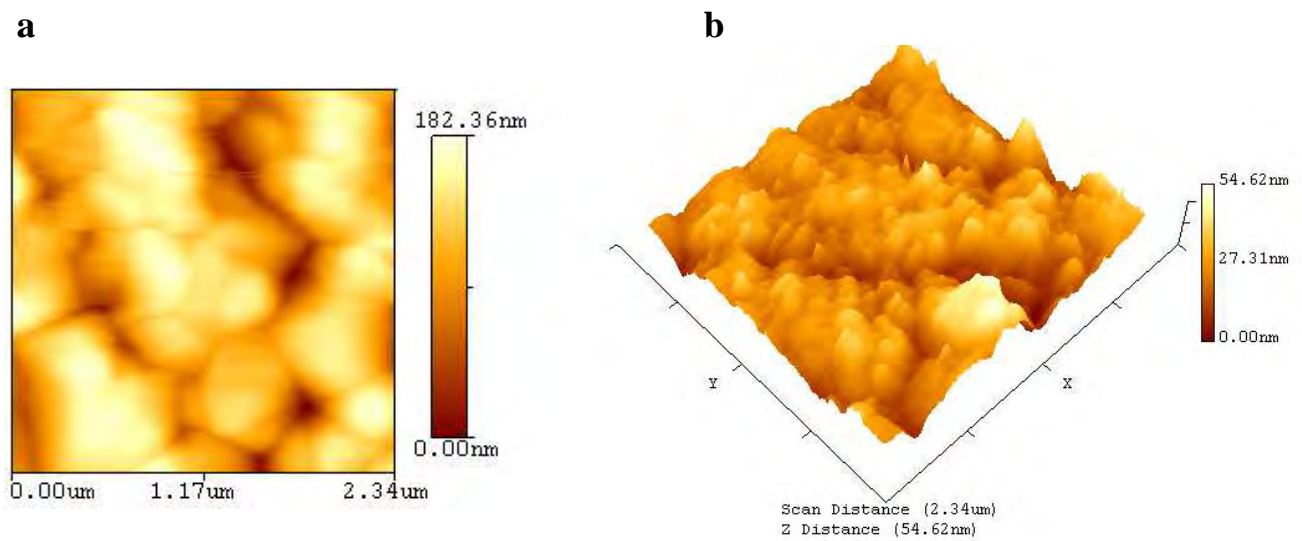 a
b
182.36nm
0.00nm
0.00um 1.17um 2.34um
54.62nm
27.31nm
0.00nm
Y
X
Scan Distance (2.34um)
Z Distance (54.62nm)